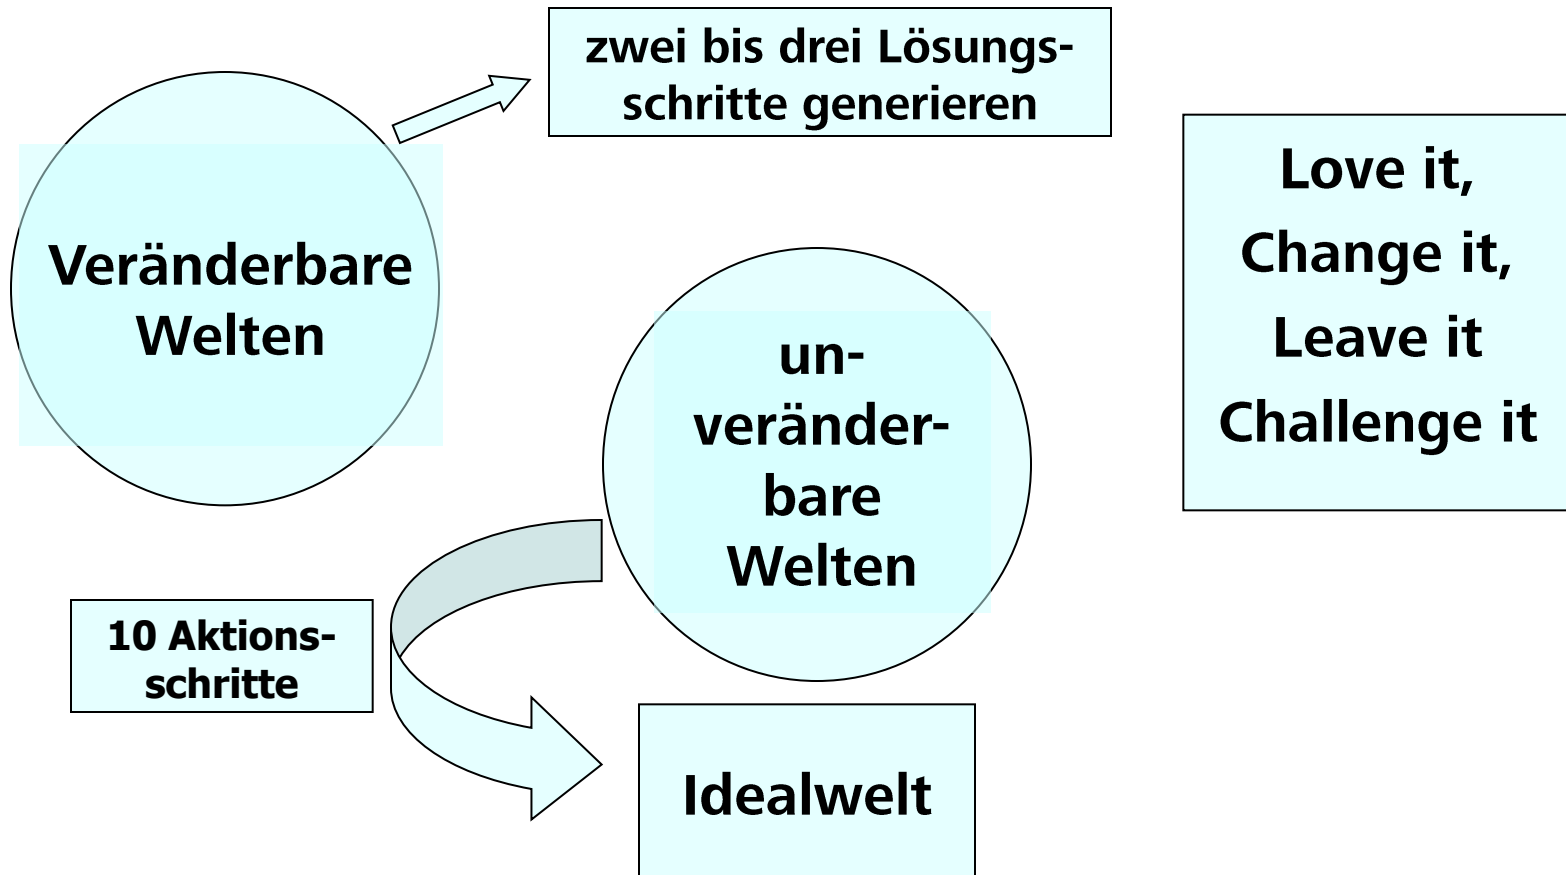 zwei bis drei Lösungs-
schritte generieren
Veränderbare
Welten
Love it,
Change it,
Leave it
Challenge it
un-
veränder-
bare
Welten
10 Aktions-
schritte
Idealwelt